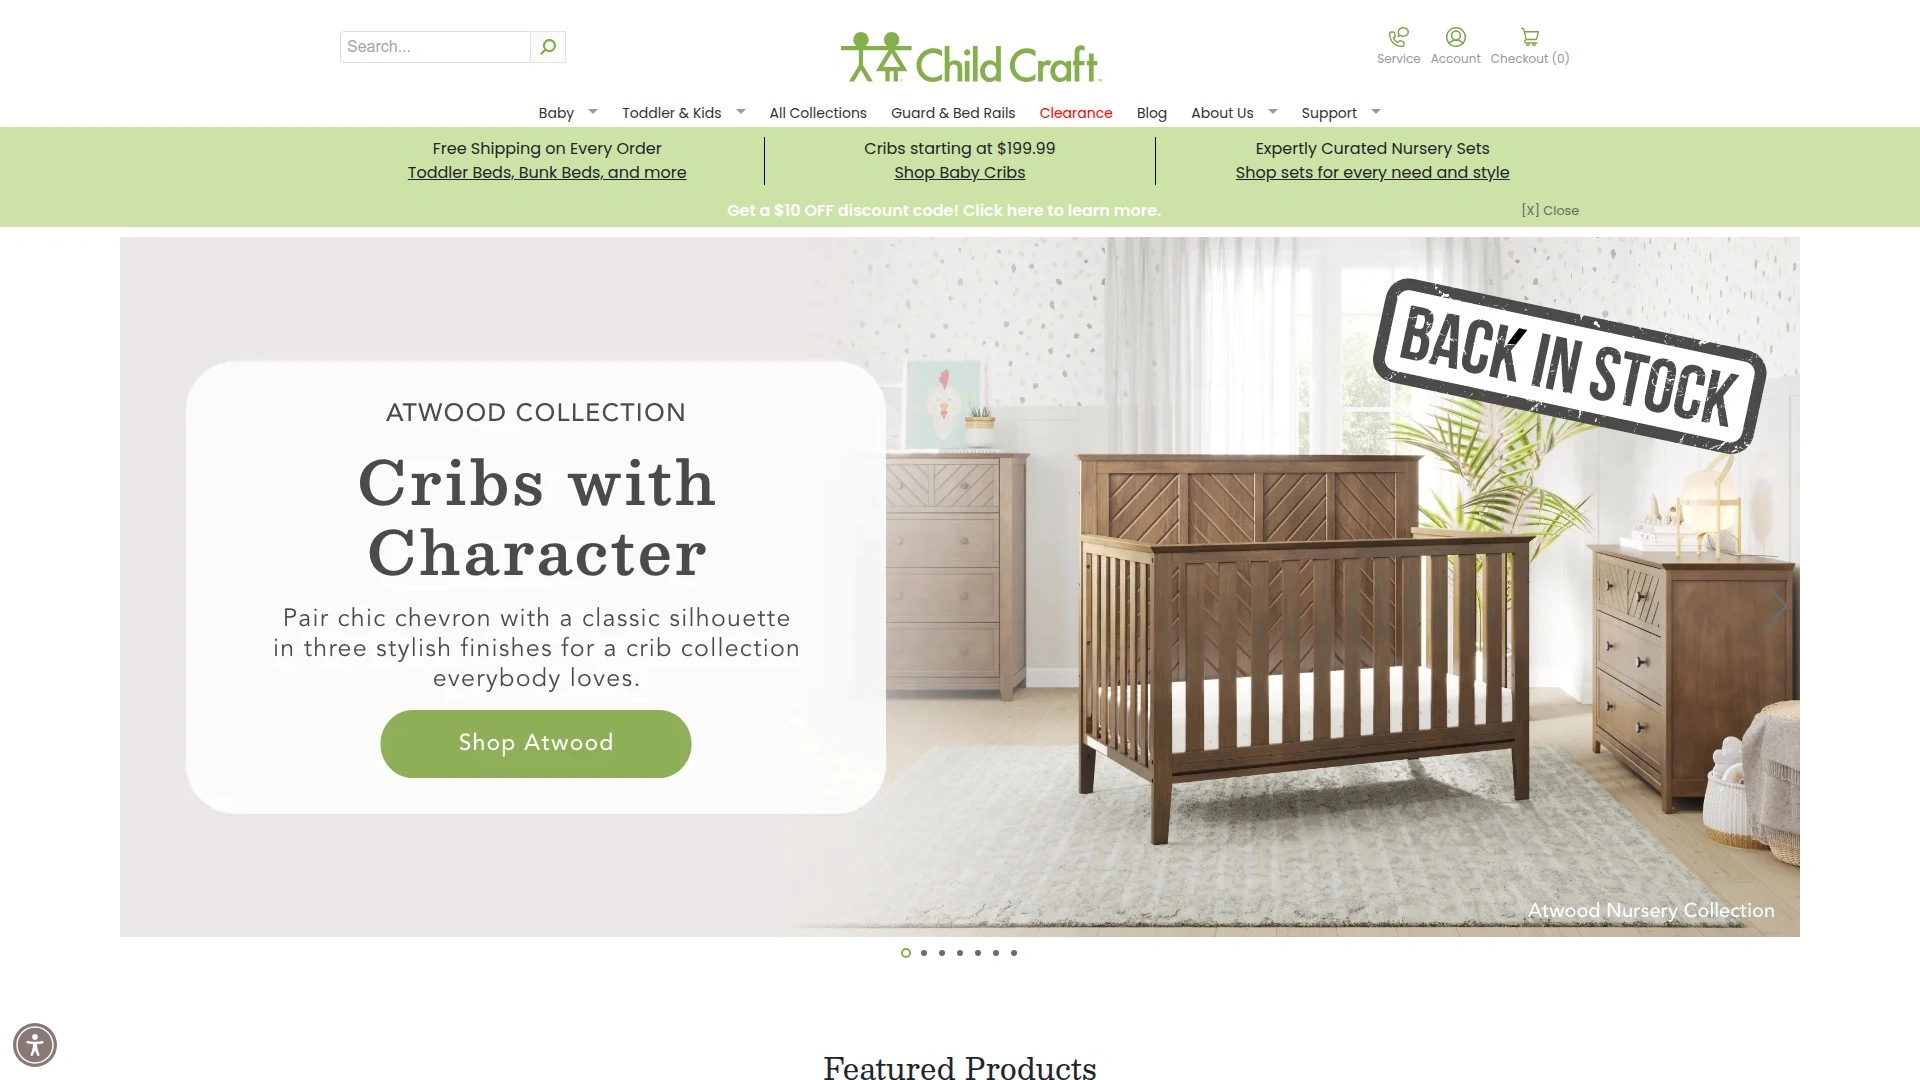 Search...
Child Craft
Service
Account
Checkout (0)
Baby
Toddler & Kids
All Collections
Guard & Bed Rails
Clearance
Blog
About Us
Support
Free Shipping on Every Order
Toddler Beds, Bunk Beds, and more
Cribs starting at $199.99
Shop Baby Cribs
Expertly Curated Nursery Sets
Shop sets for every need and style
Get a $10 OFF discount code! Click here to learn more.
[X] Close
BACK IN STOCK
ATWOOD COLLECTION
Cribs with
Character
Pair chic chevron with a classic silhouette
in three stylish finishes for a crib collection
everybody loves.
Shop Atwood
Atwood Nursery Collection
Featured Products